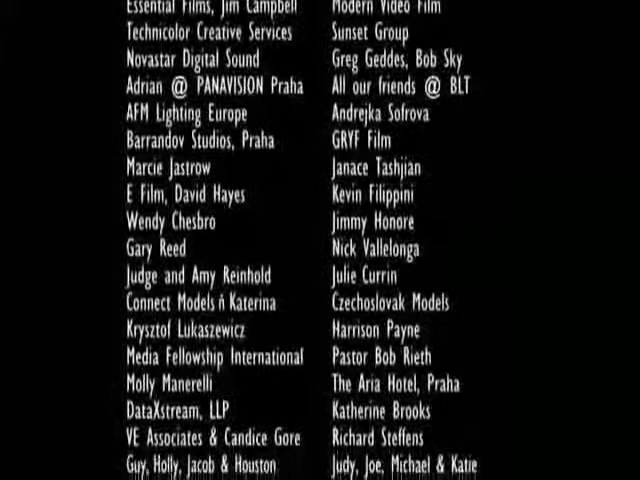 Essential Films, Jim Campbell
Technicolor Creative Services
Novastar Digital Sound
Adrian @ PANAVISION Praha
AFM Lighting Europe
Barrandov Studios, Praha
Marcie Jastrow
E Film, David Hayes
Wendy Chesbro
Gary Reed
Judge and Amy Reinhold
Connect Models ñ Katerina
Krysztof Lukaszewicz
Media Fellowship International
Molly Manerelli
DataXstream, LLP
VE Associates & Candice Gore
Guy, Holly, Jacob & Houston
Modern Video Film
Sunset Group
Greg Geddes, Bob Sky
All our friends @ BLT
Andrejka Sofrova
GRYF Film
Janace Tashjian
Kevin Filippini
Jimmy Honore
Nick Vallelonga
Julie Currin
Czechoslovak Models
Harrison Payne
Pastor Bob Rieth
The Aria Hotel, Praha
Katherine Brooks
Richard Steffens
Judy, Joe, Michael & Katie